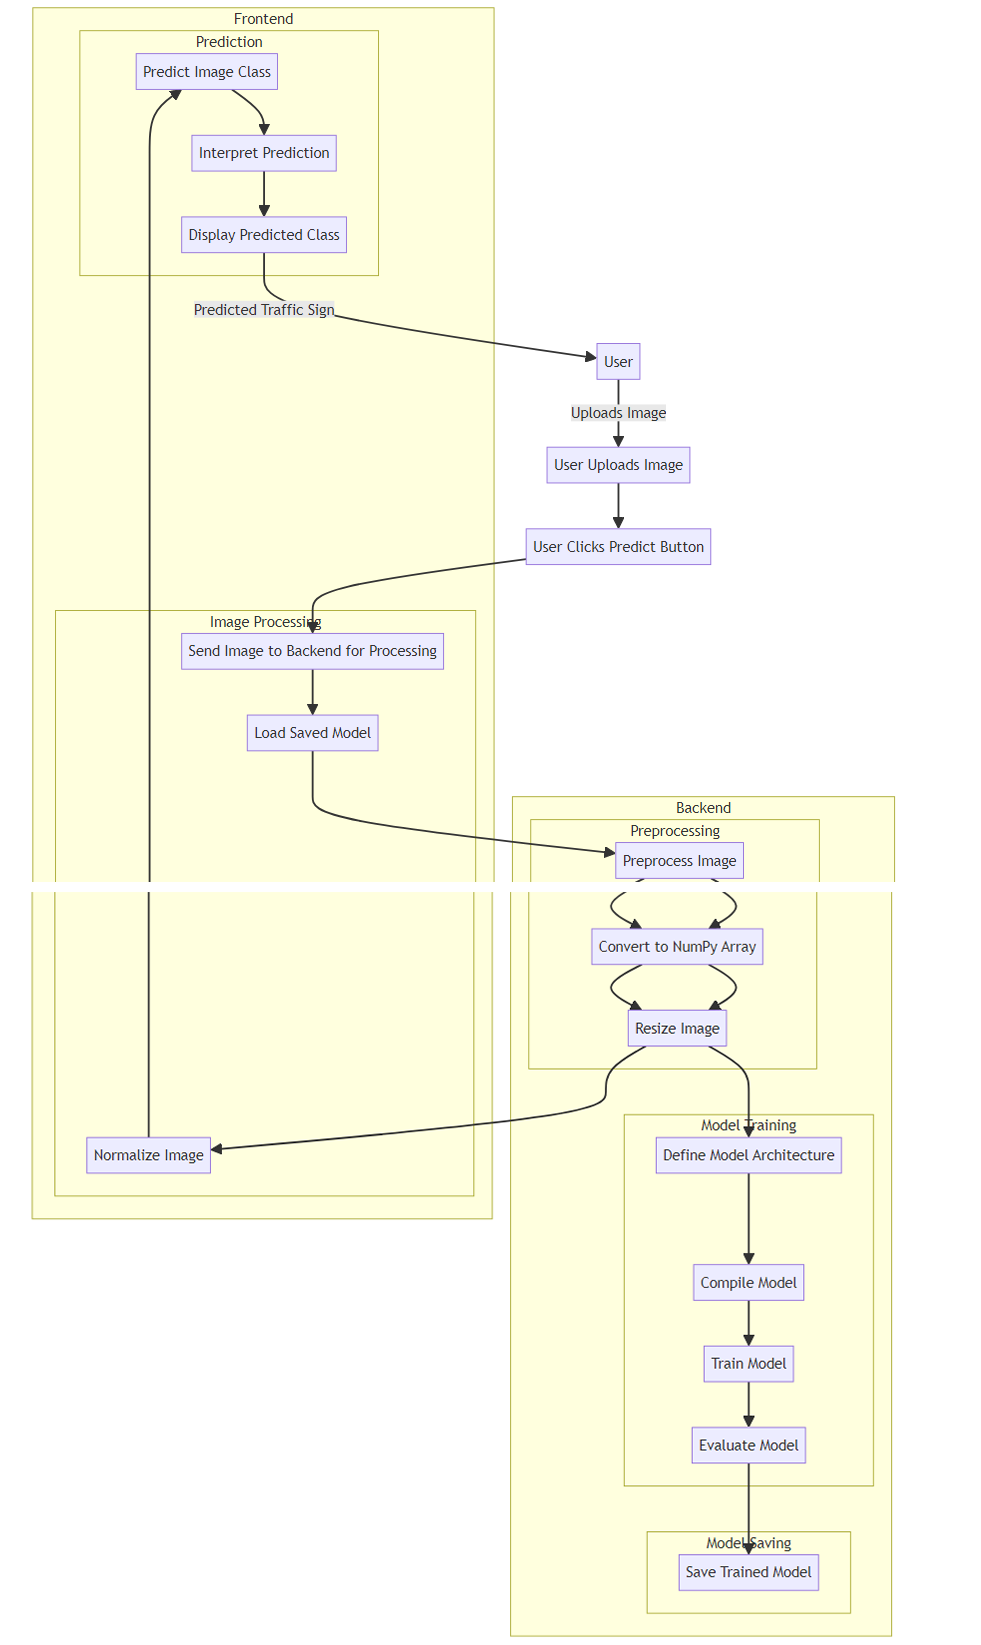 Frontend
Prediction
Predict Image Class
Interpret Prediction
Display Predicted Class
Predicted Traffic Sign
User
Uploads Image
User Uploads Image
User Clicks Predict Button
Image Processing
Send Image to Backend for Processing
Load Saved Model
Backend
Preprocessing
Preprocess Image
Convert to NumPy Array
Resize Image
Model Training
Normalize Image
Define Model Architecture
Compile Model
Train Model
Evaluate Model
Model Saving
Save Trained Model